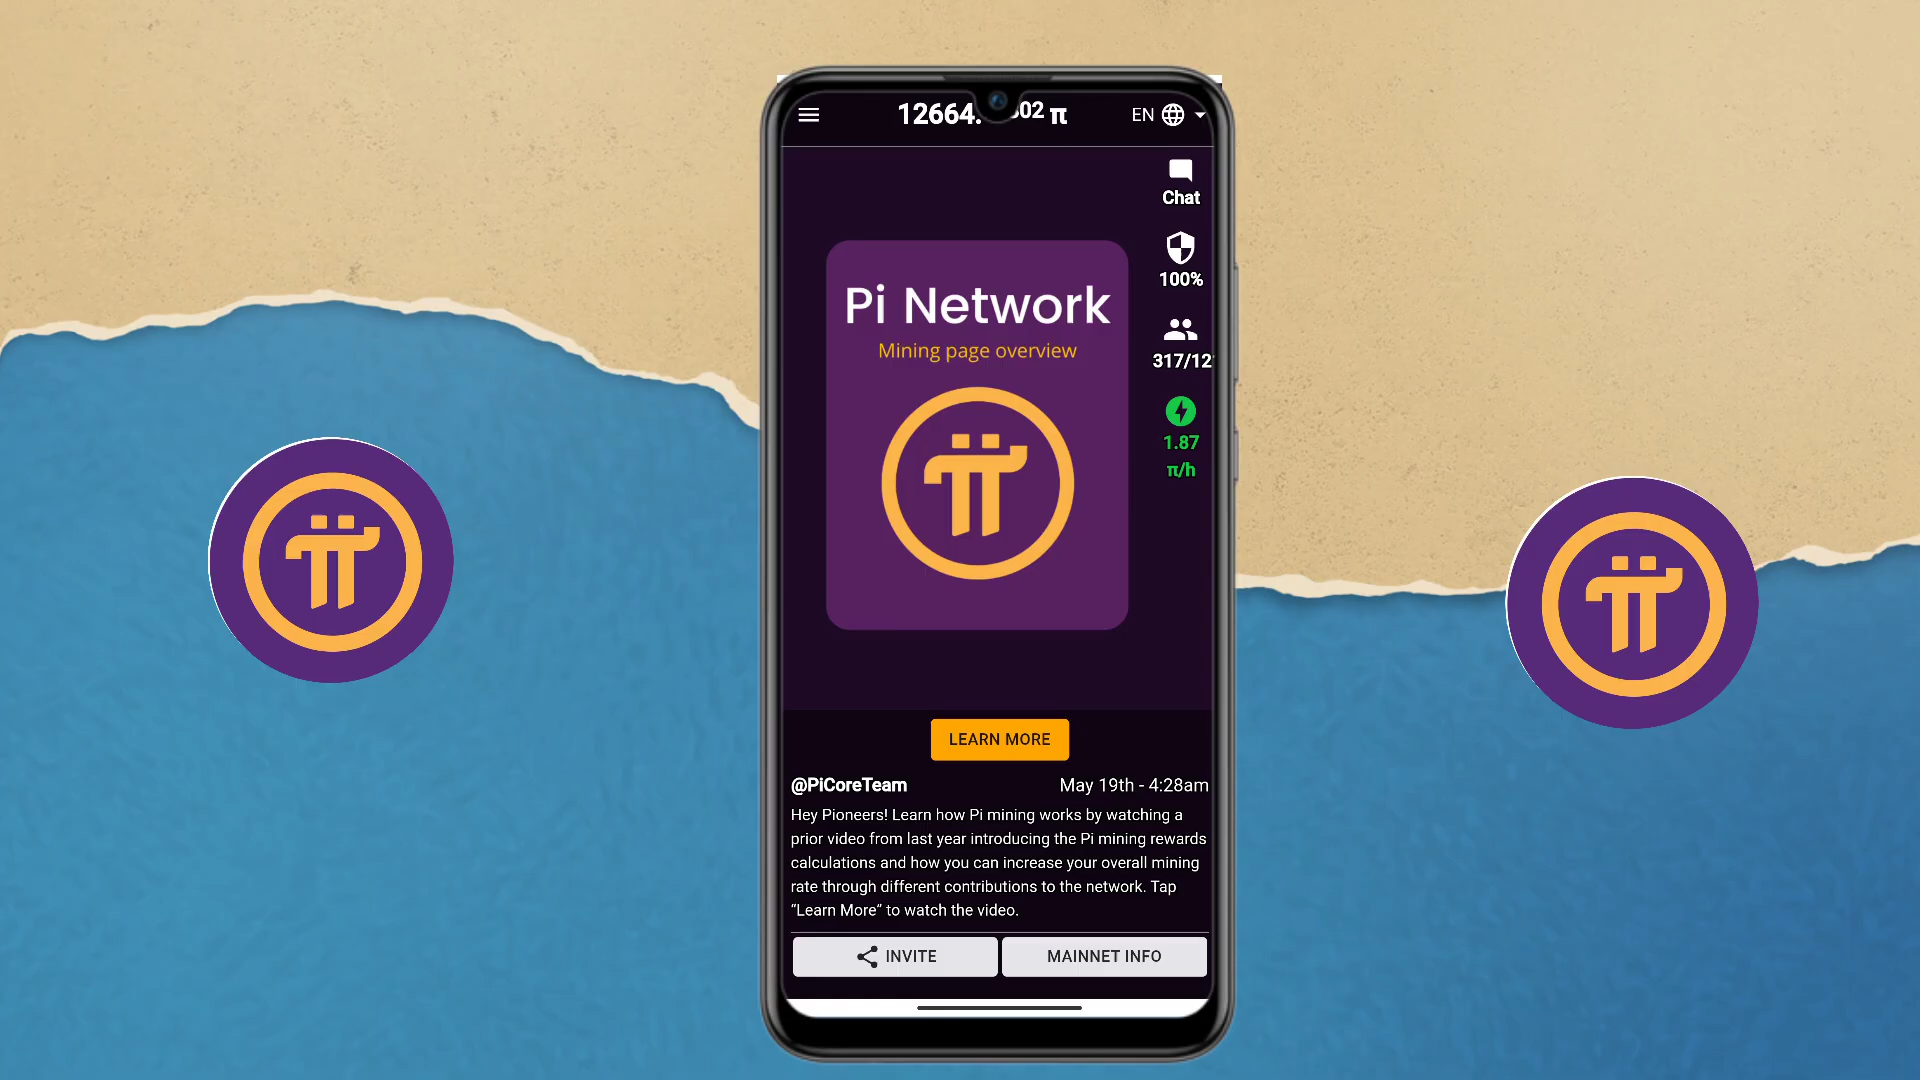 12664. 02 π
EN
Chat
100%
317/12
1.87
π/h
Pi Network
Mining page overview
LEARN MORE
@PiCoreTeam
May 19th - 4:28am
Hey Pioneers! Learn how Pi mining works by watching a
prior video from last year introducing the Pi mining rewards
calculations and how you can increase your overall mining
rate through different contributions to the network. Tap
“Learn More” to watch the video.
INVITE
MAINNET INFO